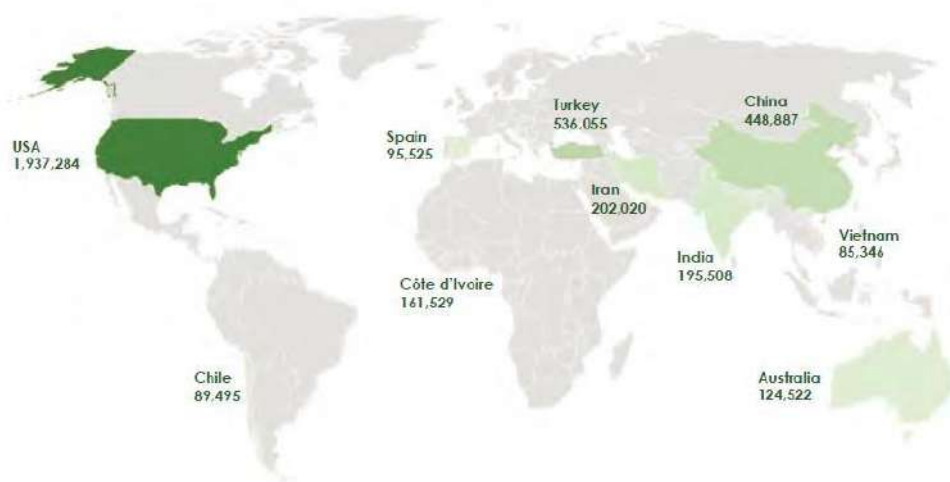 Turkey
536,055
China
448,887
USA
1,937,284
Spain
95,525
Iran
202,020
Vietnam
85,346
India
195,508
Côte d'Ivoire
161,529
Chile
89,495
Australia
124,522